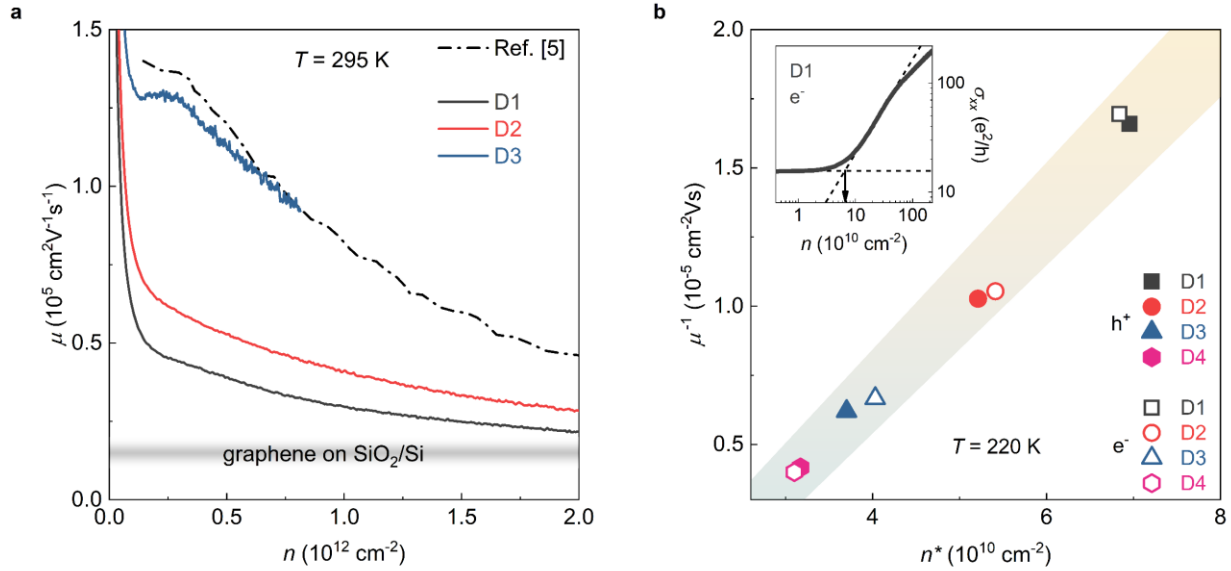 a
1.5
1.0
0.5
0.0
μ (10⁵ cm²V⁻¹s⁻¹)
T = 295 K
Ref. [5]
D1
D2
D3
graphene on SiO₂/Si
0.0 0.5 1.0 1.5 2.0
n (10¹² cm⁻²)
b
2.0
1.5
1.0
0.5
μ⁻¹ (10⁻⁵ cm⁻²Vs)
D1
e⁻
100
10
σₓₓ (e²/h)
1 10 100
n (10¹⁰ cm⁻²)
h⁺
D1
D2
D3
D4
e⁻
D1
D2
D3
D4
T = 220 K
4 6 8
n* (10¹⁰ cm⁻²)